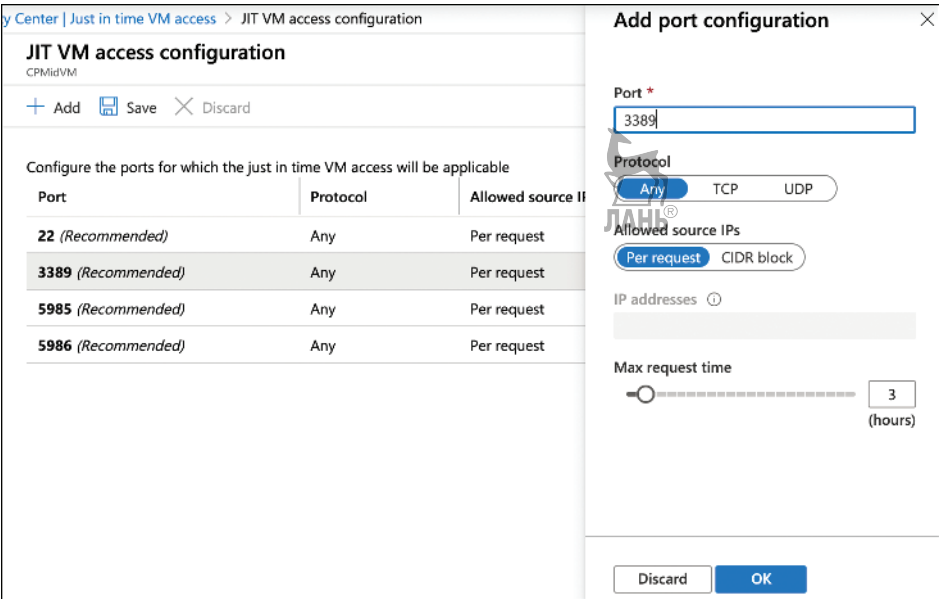 y Center | Just in time VM access > JIT VM access configuration
JIT VM access configuration
CPMidVM
Add Save Discard
Configure the ports for which the just in time VM access will be applicable
Port Protocol Allowed source IF
22 (Recommended) Any Per request
3389 (Recommended) Any Per request
5985 (Recommended) Any Per request
5986 (Recommended) Any Per request
Add port configuration
Port *
3389
Protocol
Any TCP UDP
ЛАНЬ®
Allowed source IPs
Per request CIDR block
IP addresses
Max request time
3
(hours)
Discard OK